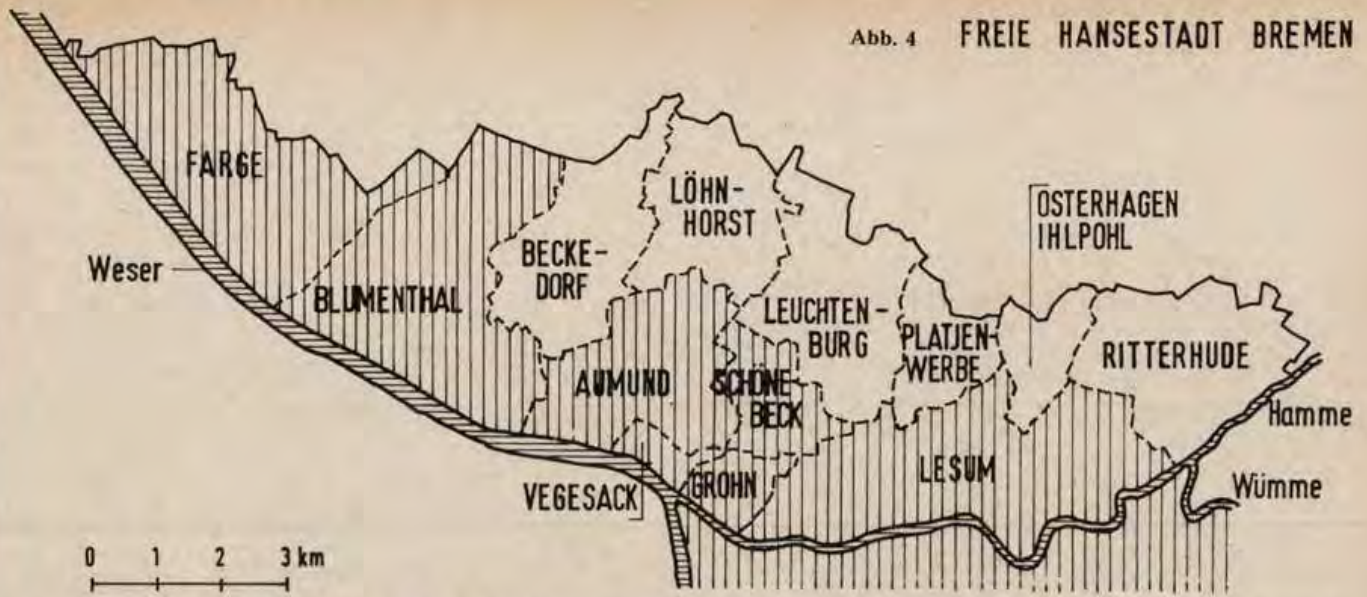 Abb. 4 FREIE HANSESTADT BREMEN
FARGE
LÖHN-
HORST
OSTERHAGEN
IHLPOHL
BECKE-
DORF
Weser
BLUMENTHAL
LEUCHTEN-
BURG
PLATJEN-
WERBE
RITTERHUDE
AUMUND
SCHÖNE-
BECK
Hamme
LESUM
VEGESACK
GROHN
Wümme
0 1 2 3 km